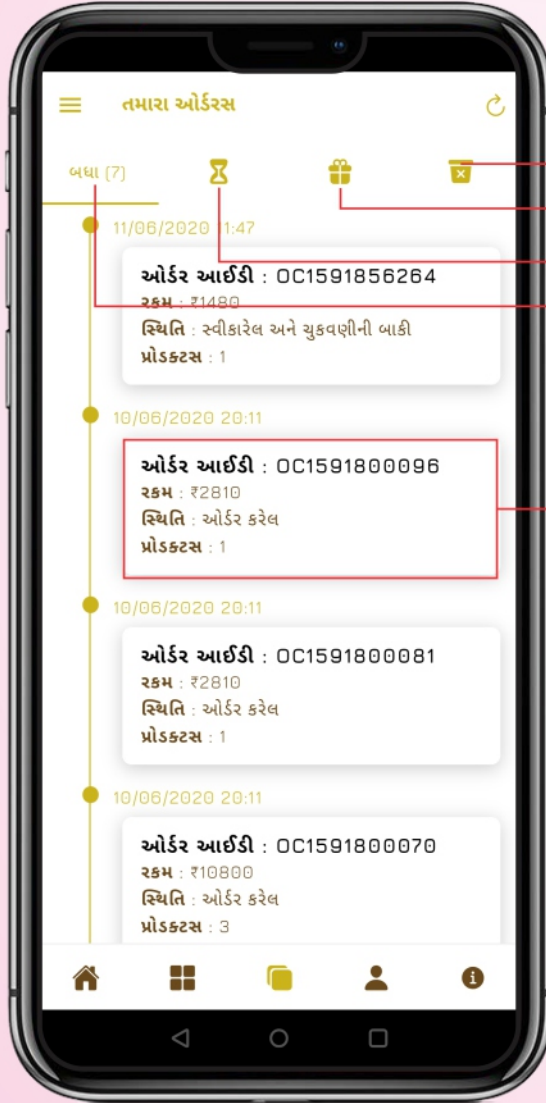 તમારા ઓર્ડરસ
બધા (7)
11/06/2020 11:47
ઓર્ડર આઈડી : OC1591856264
રકમ : ₹1480
સ્થિતિ : સ્વીકારેલ અને ચુકવણીની બાકી
પ્રોડક્ટસ : 1
10/06/2020 20:11
ઓર્ડર આઈડી : OC1591800096
રકમ : ₹2810
સ્થિતિ : ઓર્ડર કરેલ
પ્રોડક્ટસ : 1
10/06/2020 20:11
ઓર્ડર આઈડી : OC1591800081
રકમ : ₹2810
સ્થિતિ : ઓર્ડર કરેલ
પ્રોડક્ટસ : 1
10/06/2020 20:11
ઓર્ડર આઈડી : OC1591800070
રકમ : ₹10800
સ્થિતિ : ઓર્ડર કરેલ
પ્રોડક્ટસ : 3